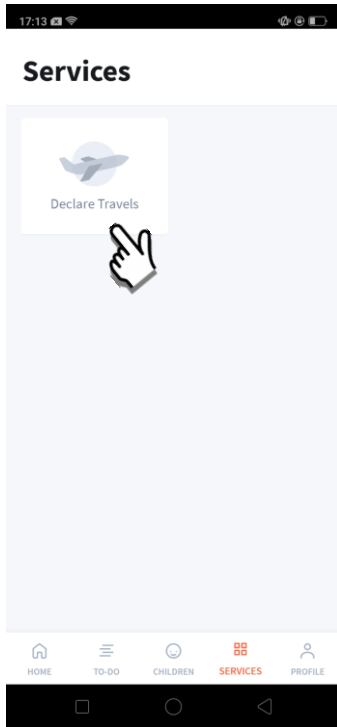 17:13
Services
Declare Travels
HOME TO-DO CHILDREN SERVICES PROFILE